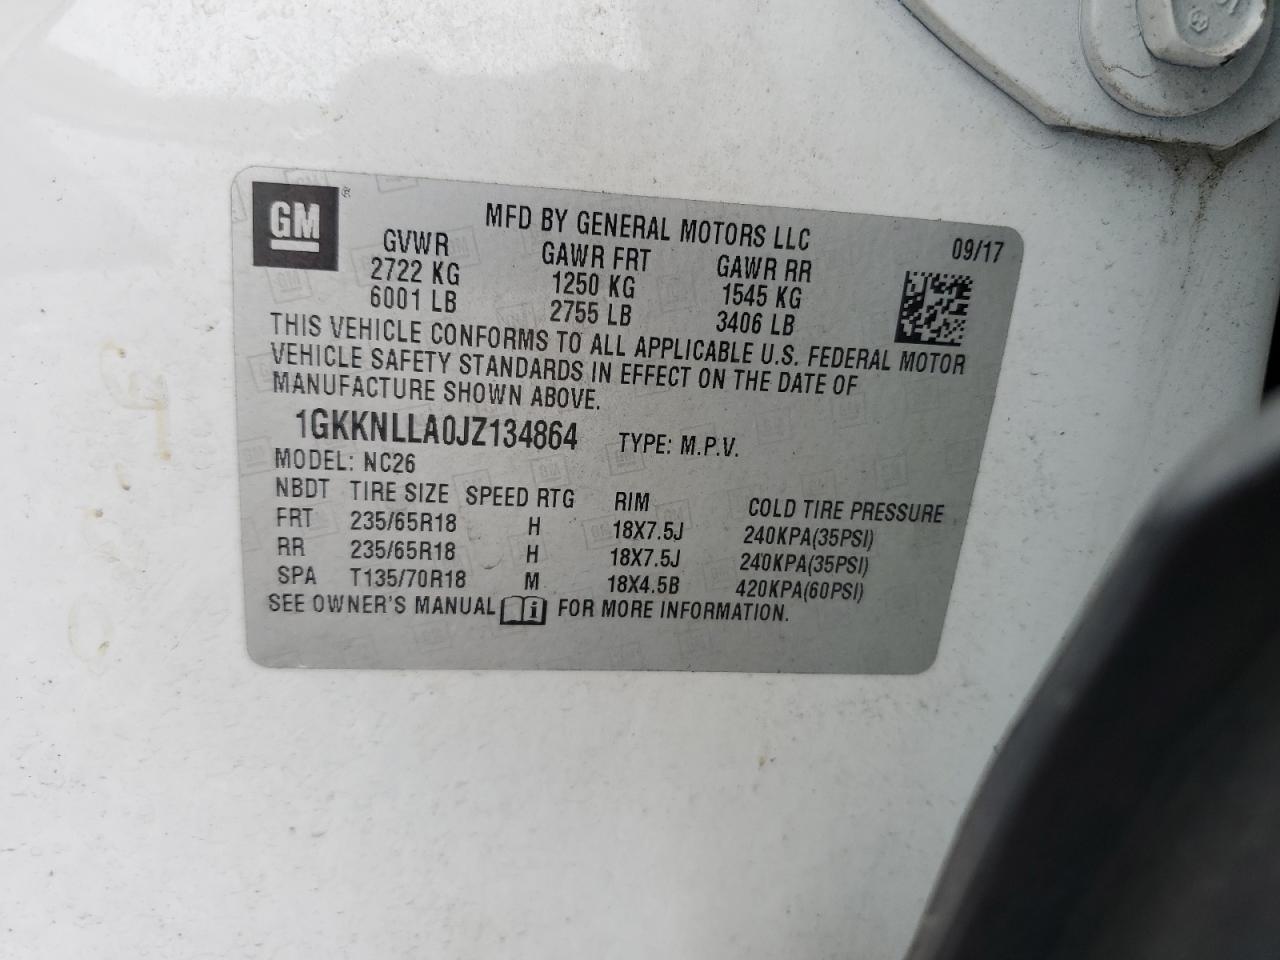 GM
MFD BY GENERAL MOTORS LLC
09/17
GVWR GAWR FRT GAWR RR
2722 KG 1250 KG 1545 KG
6001 LB 2755 LB 3406 LB
THIS VEHICLE CONFORMS TO ALL APPLICABLE U.S. FEDERAL MOTOR
VEHICLE SAFETY STANDARDS IN EFFECT ON THE DATE OF
MANUFACTURE SHOWN ABOVE.
1GKKNLLA0JZ134864 TYPE: M.P.V.
MODEL: NC26
NBDT TIRE SIZE SPEED RTG RIM COLD TIRE PRESSURE
FRT 235/65R18 H 18X7.5J 240KPA(35PSI)
RR 235/65R18 H 18X7.5J 240KPA(35PSI)
SPA T135/70R18 M 18X4.5B 420KPA(60PSI)
SEE OWNER'S MANUAL i FOR MORE INFORMATION.